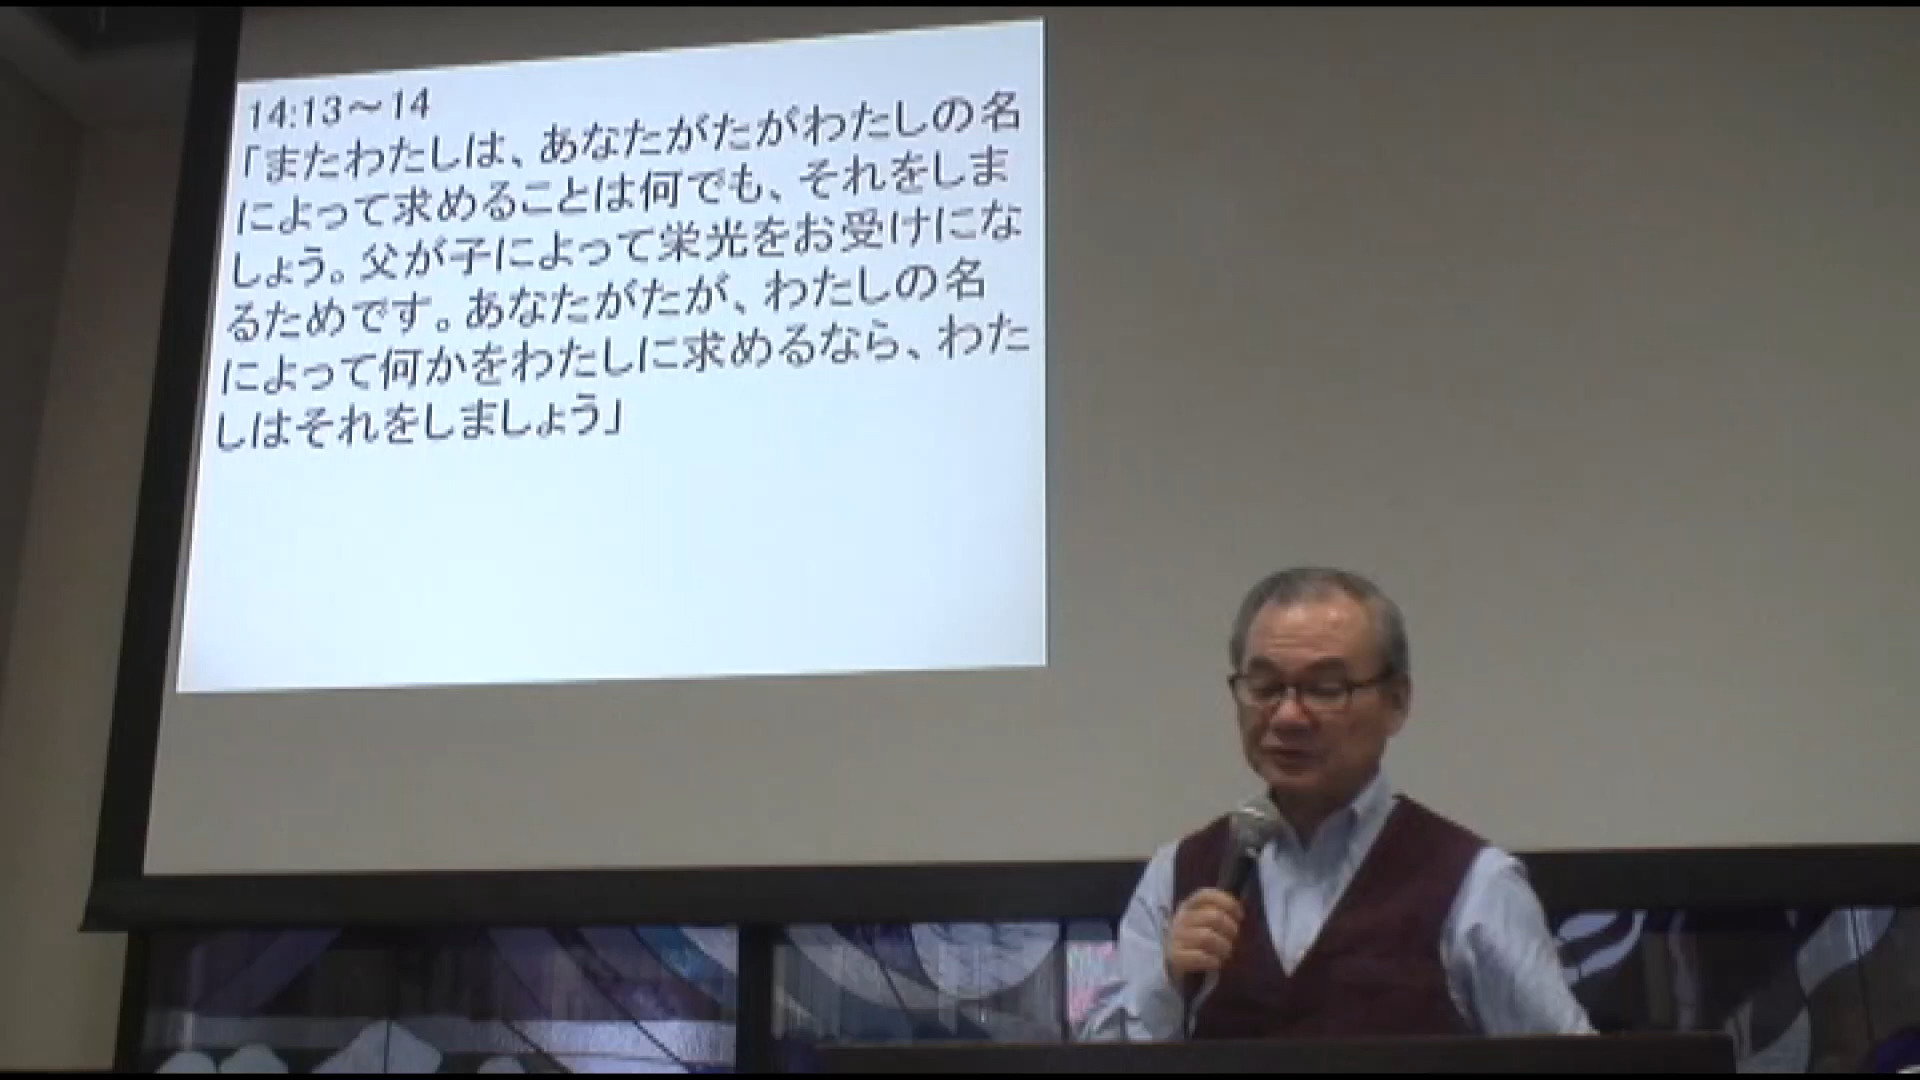 14:13～14
「またわたしは、あなたがたがわたしの名
によって求めることは何でも、それをしま
しょう。父が子によって栄光をお受けにな
るためです。あなたがたが、わたしの名
によって何かをわたしに求めるなら、わた
しはそれをしましょう」